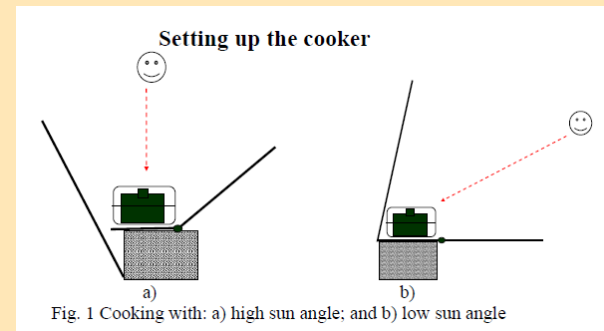 Setting up the cooker
a)
b)
Fig. 1 Cooking with: a) high sun angle; and b) low sun angle